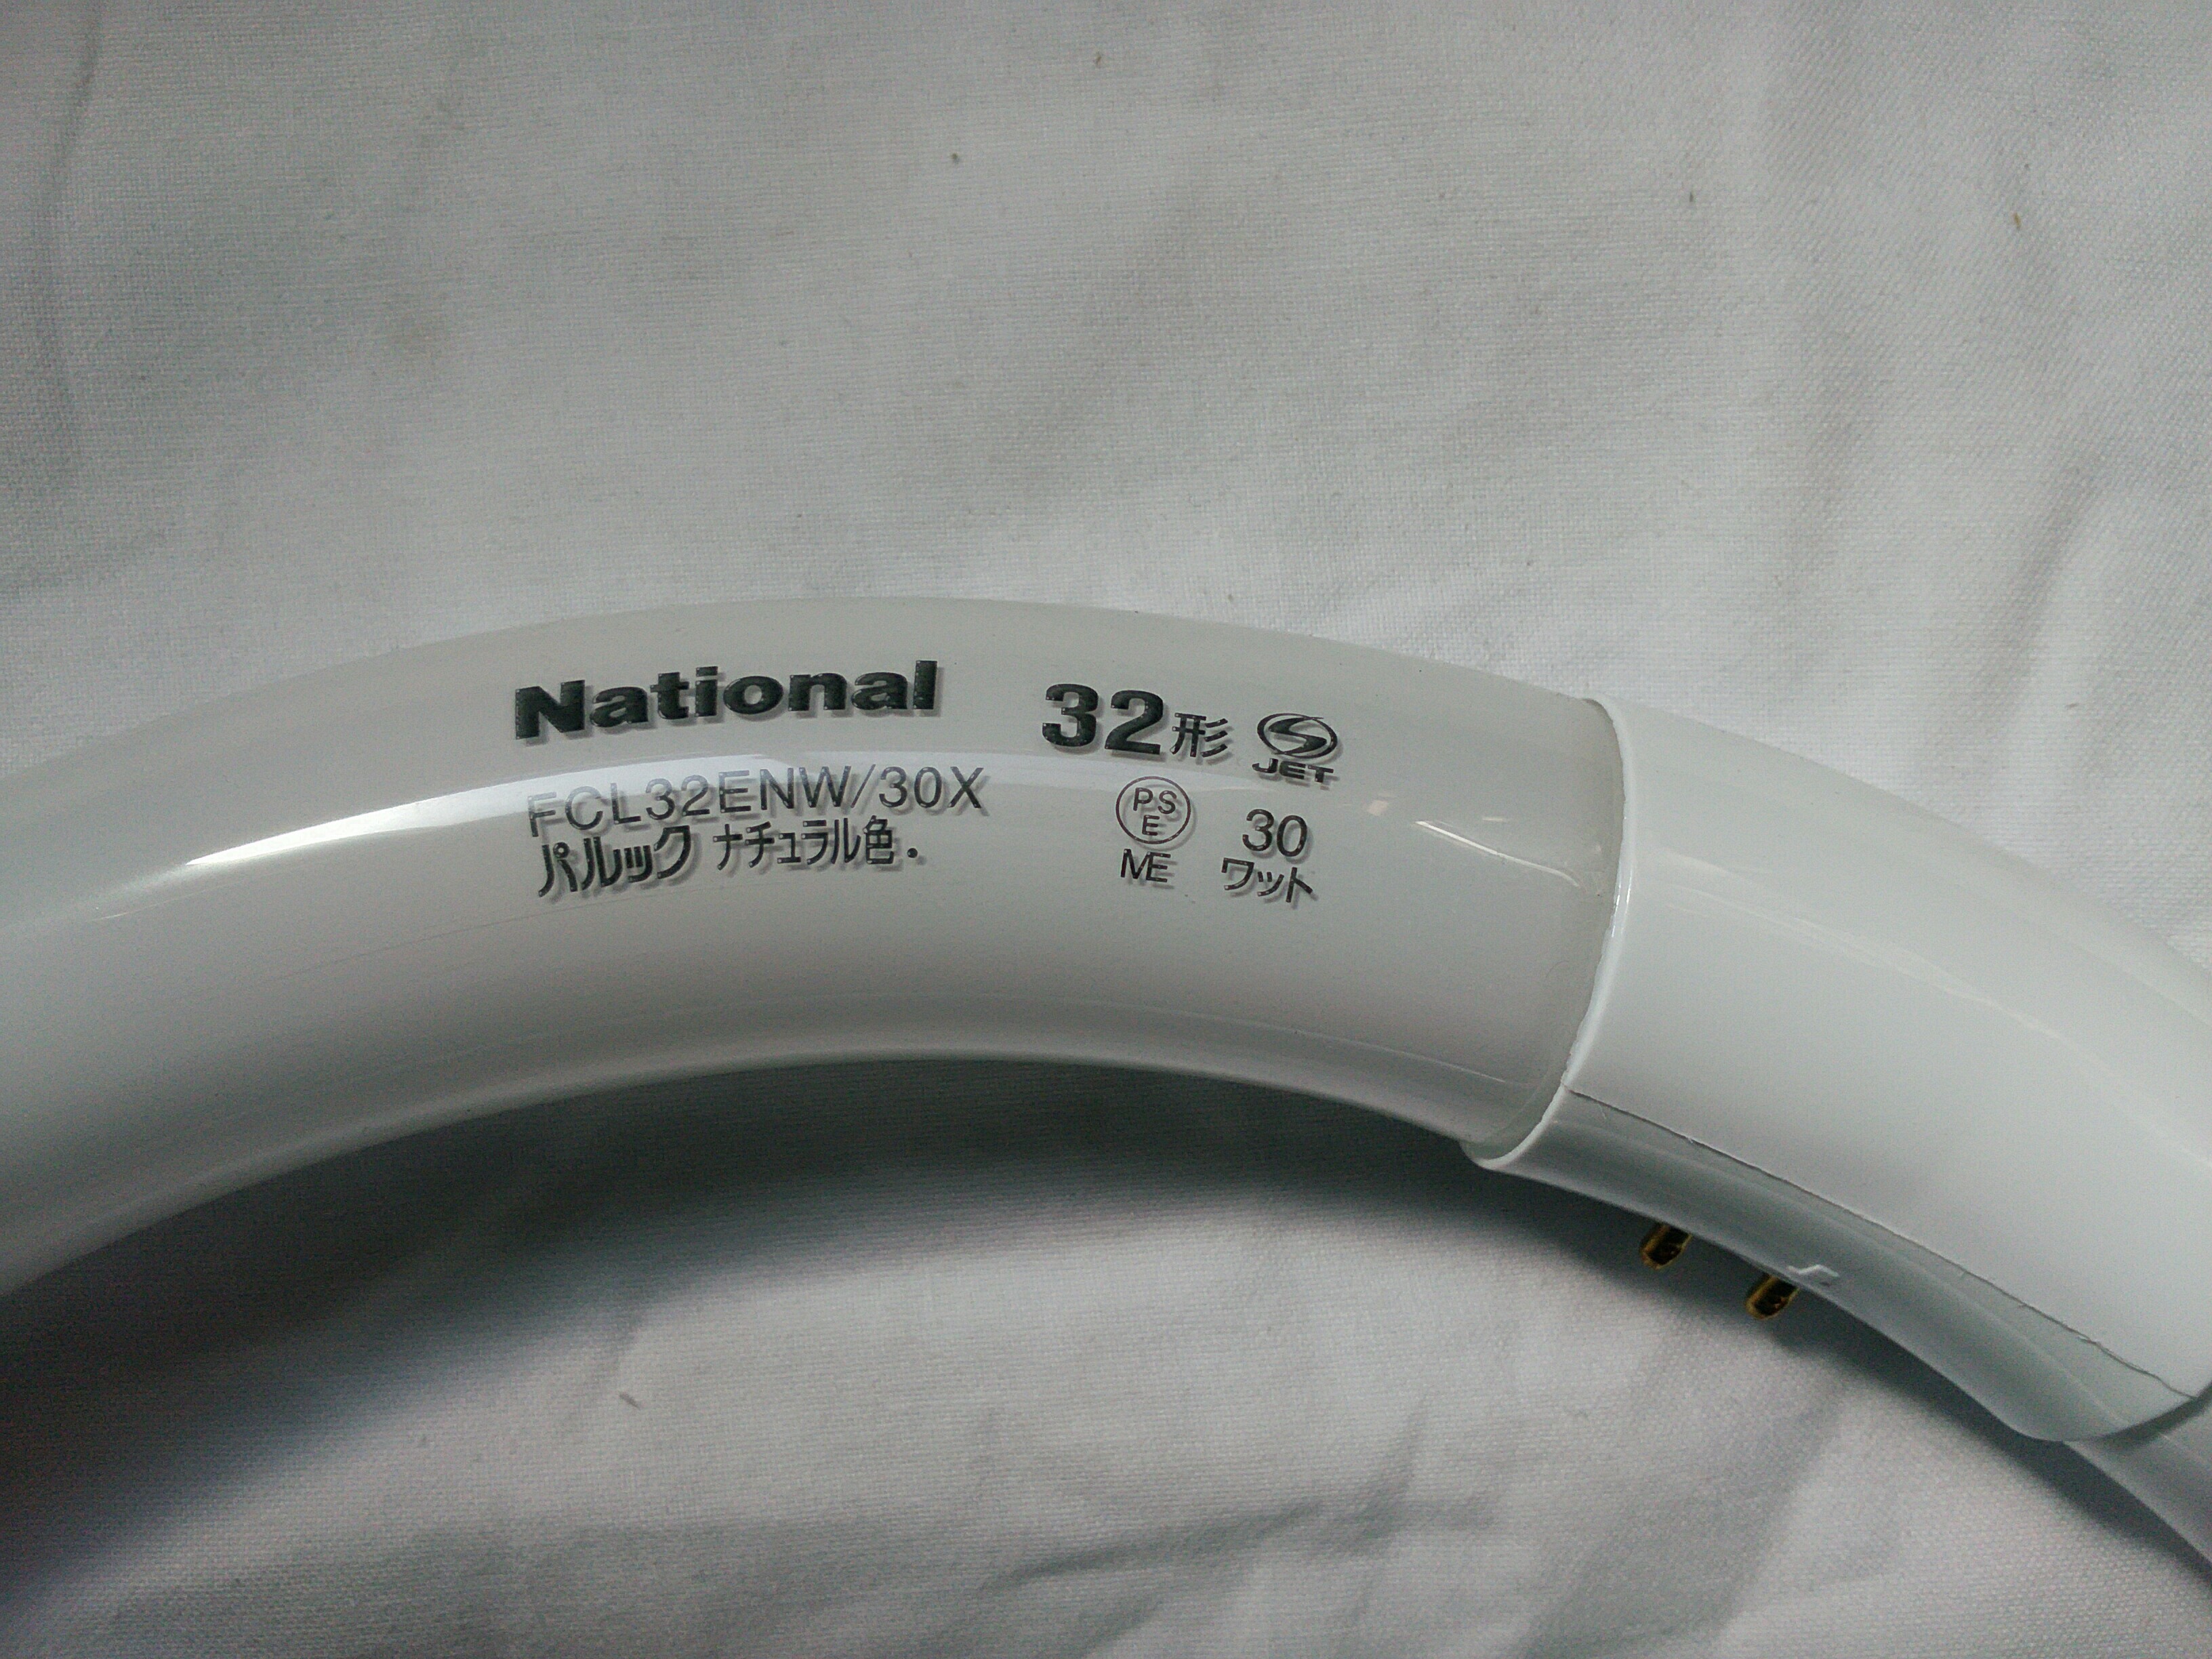 National 32形 JET
FCL32ENW/30X
パルック ナチュラル色.
PS
E
ME
30
ワット